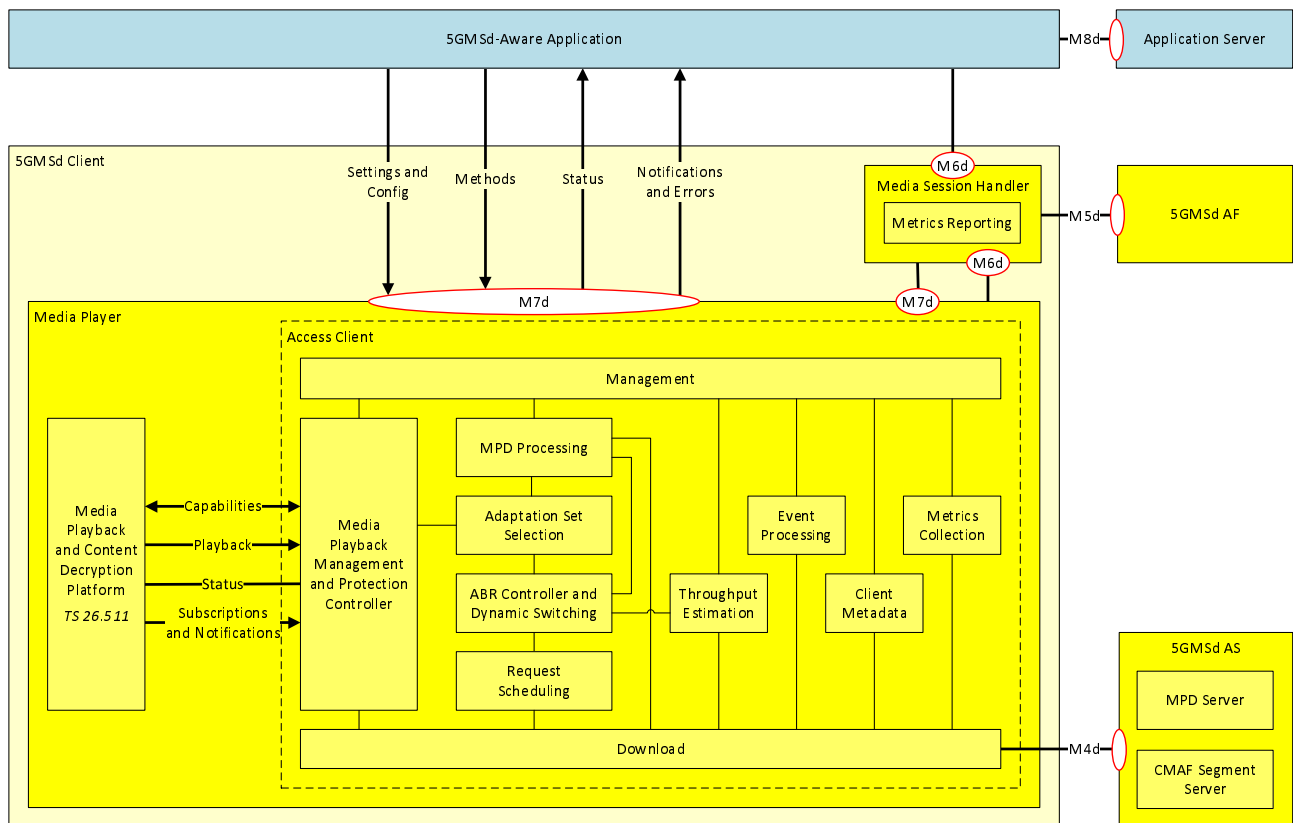 5GMSd-Aware Application
M8d
Application Server
5GMSd Client
Settings and
Config
Methods
Status
Notifications
and Errors
M6d
Media Session Handler
Metrics Reporting
M5d
5GMSd AF
M6d
M7d
M7d
Media Player
Access Client
Management
Media
Playback
and Content
Decryption
Platform
TS 26.511
Capabilities
Playback
Status
Subscriptions
and Notifications
Media
Playback
Management
and Protection
Controller
MPD Processing
Adaptation Set
Selection
ABR Controller and
Dynamic Switching
Request
Scheduling
Throughput
Estimation
Event
Processing
Client
Metadata
Metrics
Collection
Download
M4d
5GMSd AS
MPD Server
CMAF Segment
Server